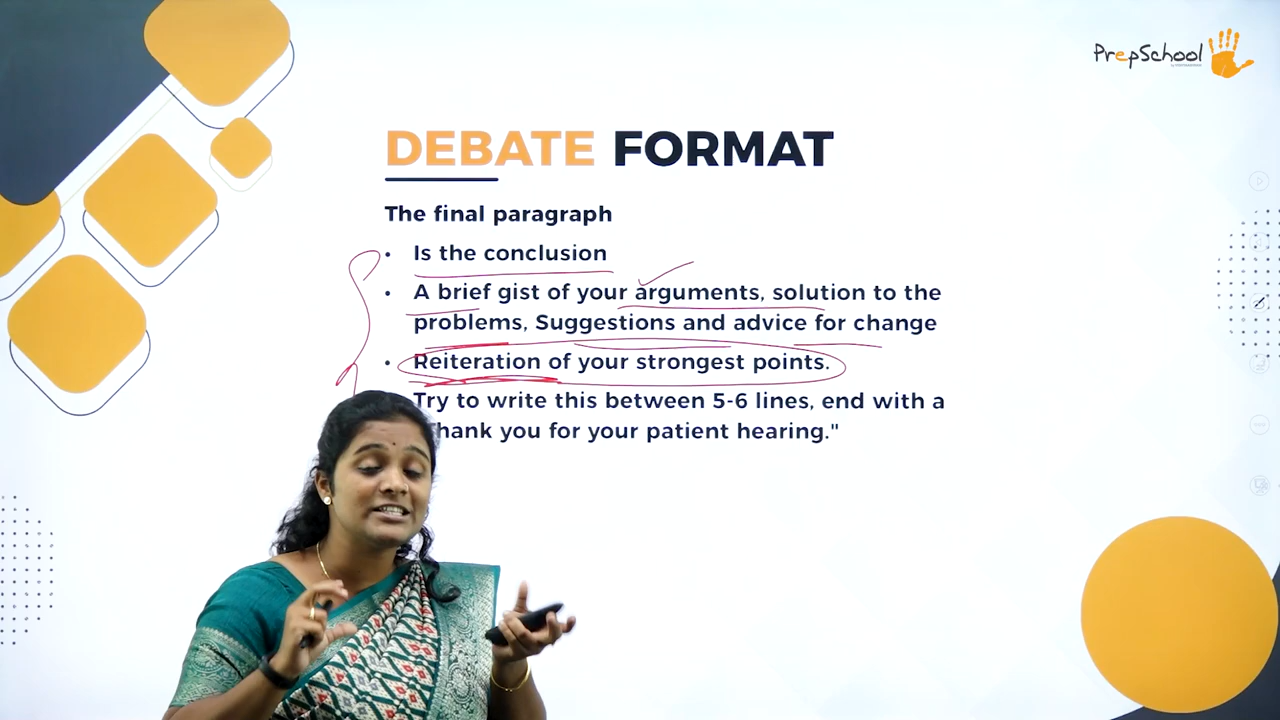 PrepSchool
DEBATE FORMAT
The final paragraph
• Is the conclusion
• A brief gist of your arguments, solution to the
problems, Suggestions and advice for change
• Reiteration of your strongest points.
Try to write this between 5-6 lines, end with a
hank you for your patient hearing."